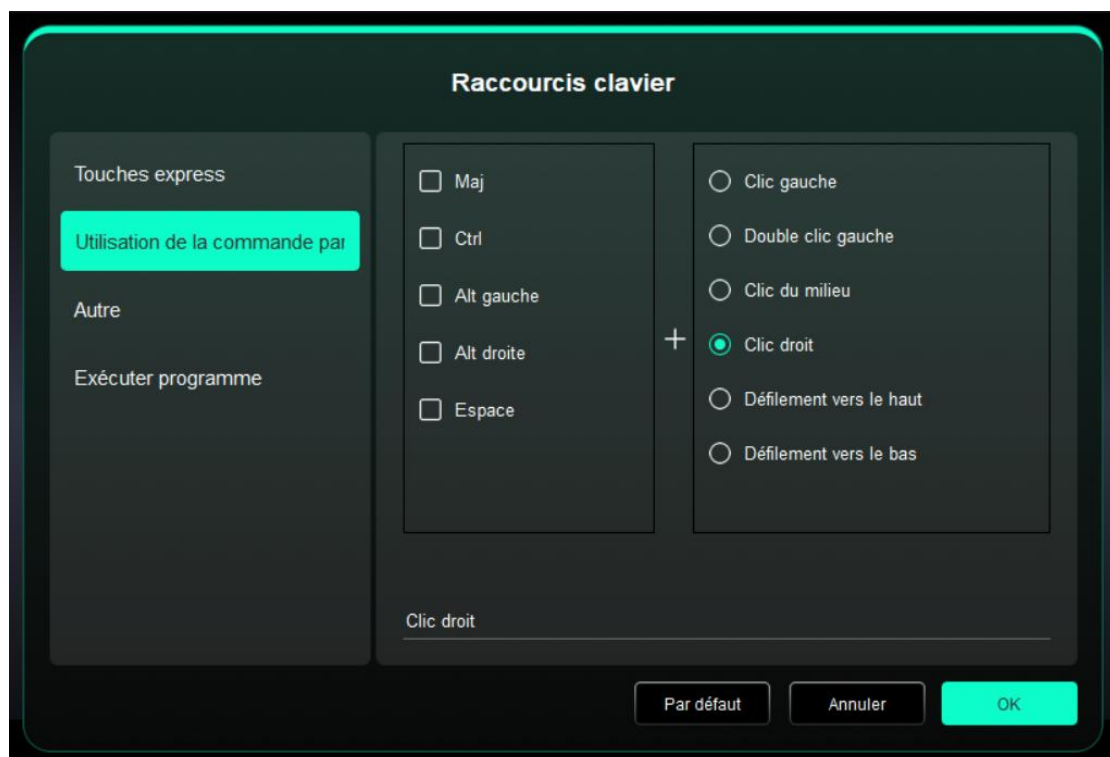 Raccourcis clavier
Touches express
Utilisation de la commande par
Autre
Exécuter programme
Maj
Ctrl
Alt gauche
Alt droite
Espace
+
Clic gauche
Double clic gauche
Clic du milieu
Clic droit
Défilement vers le haut
Défilement vers le bas
Clic droit
Par défaut
Annuler
OK